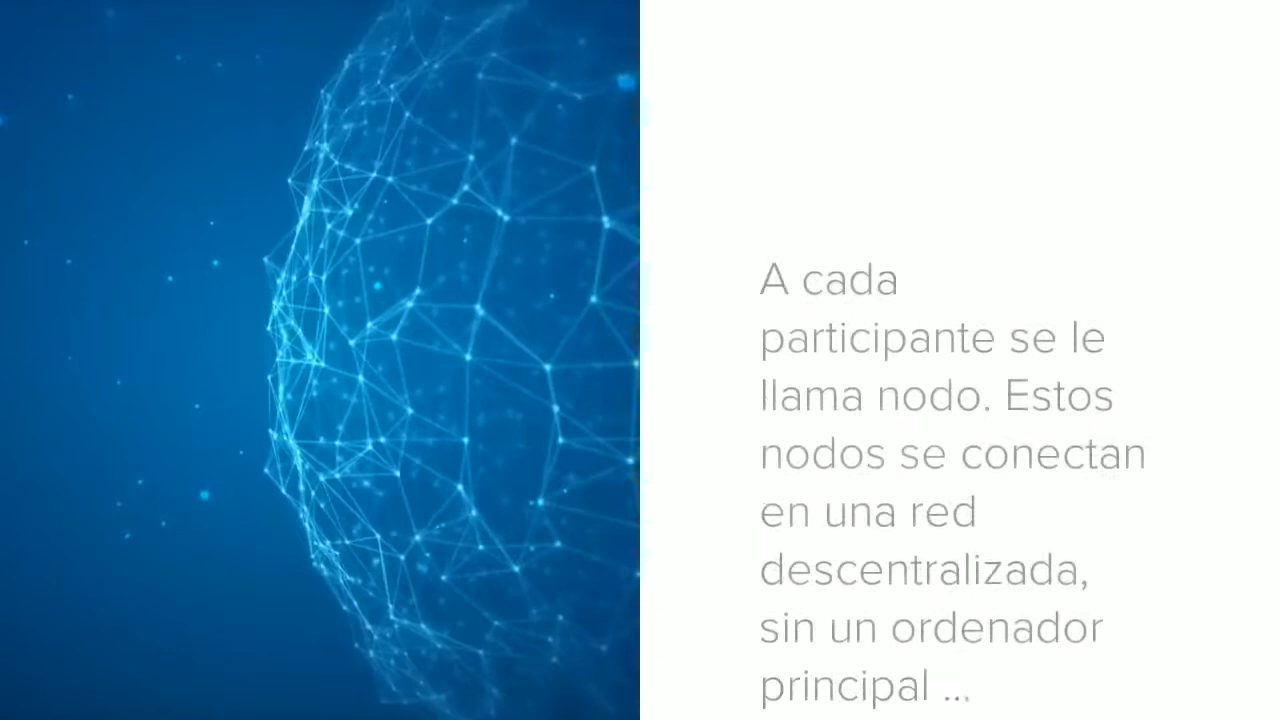 A cada
participante se le
llama nodo. Estos
nodos se conectan
en una red
descentralizada,
sin un ordenador
principal ...